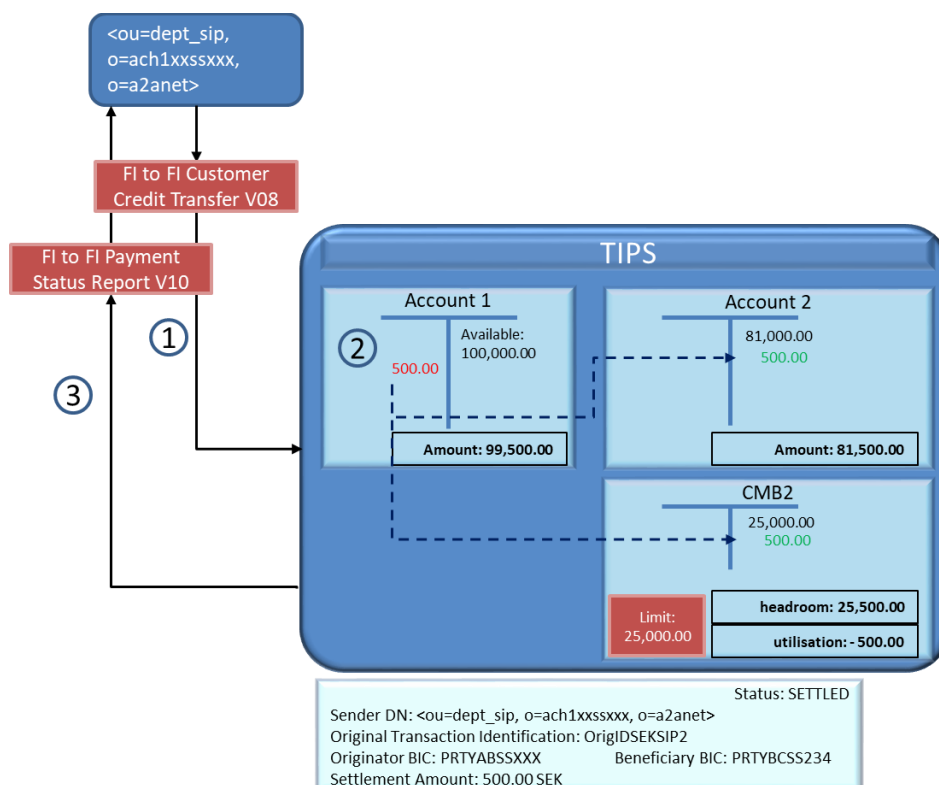 <ou=dept_sip,
o=ach1xxssxxx,
o=a2anet>
FI to FI Customer
Credit Transfer V08
FI to FI Payment
Status Report V10
1
3
TIPS
Account 1
2
Available:
100,000.00
500.00
Amount: 99,500.00
Account 2
81,000.00
500.00
Amount: 81,500.00
CMB2
25,000.00
500.00
Limit:
25,000.00
headroom: 25,500.00
utilisation: - 500.00
Status: SETTLED
Sender DN: <ou=dept_sip, o=ach1xxssxxx, o=a2anet>
Original Transaction Identification: OrigIDSEKSIP2
Originator BIC: PRTYABSSXXX Beneficiary BIC: PRTYBCSS234
Settlement Amount: 500.00 SEK